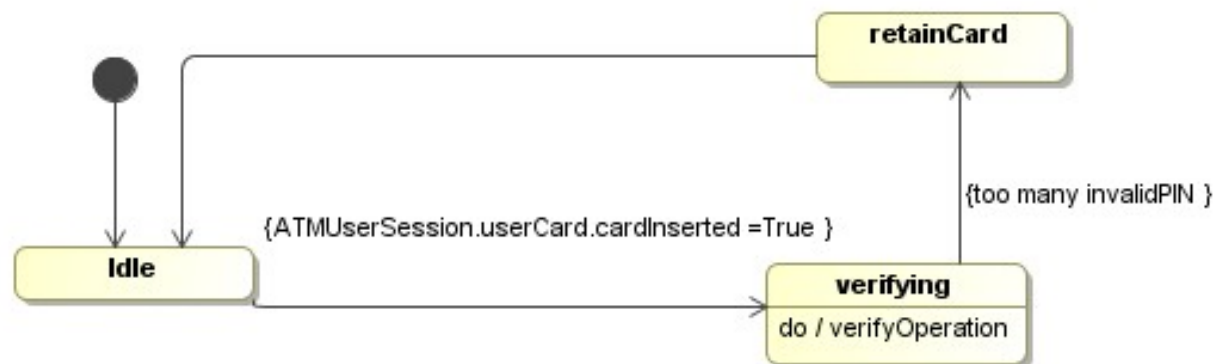 retainCard
{too many invalidPIN }
{ATMUserSession.userCard.cardInserted =True }
Idle
verifying
do / verifyOperation